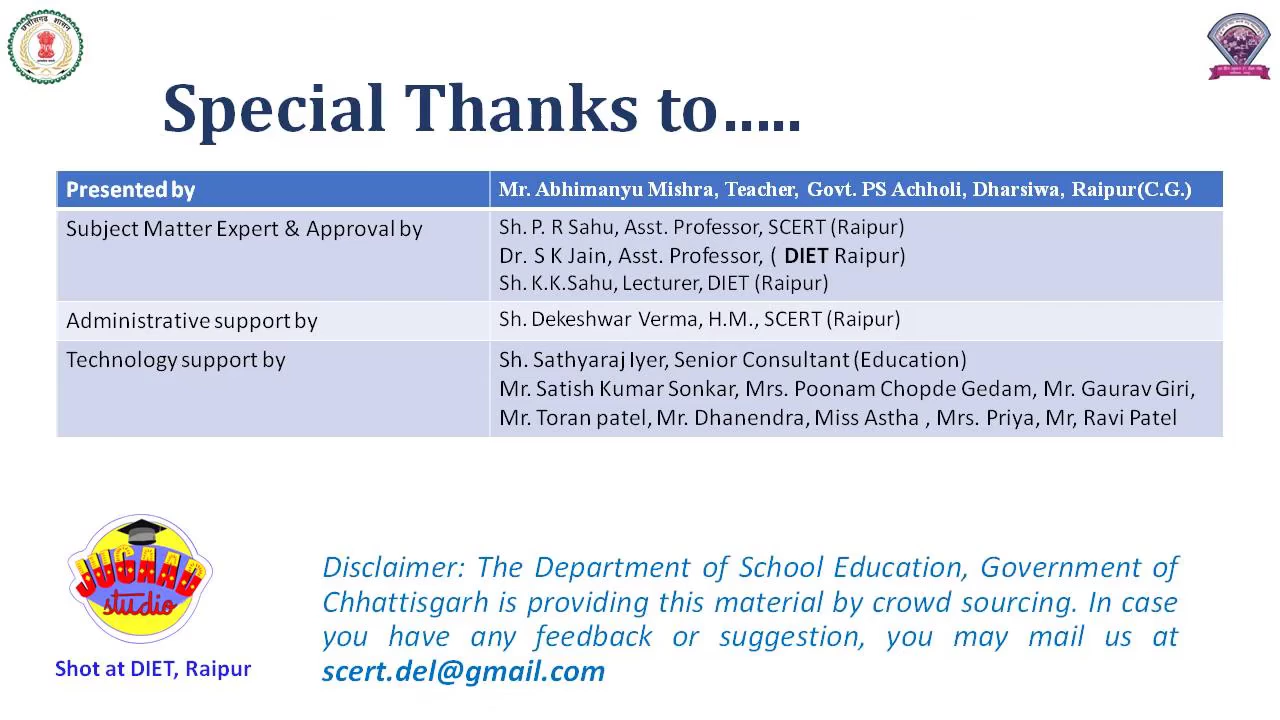 छत्तीसगढ़ शासन
Special Thanks to.....
Presented by
Mr. Abhimanyu Mishra, Teacher, Govt. PS Achholi, Dharsiwa, Raipur(C.G.)
Subject Matter Expert & Approval by
Sh. P. R Sahu, Asst. Professor, SCERT (Raipur)
Dr. S K Jain, Asst. Professor, ( DIET Raipur)
Sh. K.K.Sahu, Lecturer, DIET (Raipur)
Administrative support by
Sh. Dekeshwar Verma, H.M., SCERT (Raipur)
Technology support by
Sh. Sathyaraj Iyer, Senior Consultant (Education)
Mr. Satish Kumar Sonkar, Mrs. Poonam Chopde Gedam, Mr. Gaurav Giri,
Mr. Toran patel, Mr. Dhanendra, Miss Astha , Mrs. Priya, Mr, Ravi Patel
JUGAAD
studio
Shot at DIET, Raipur
Disclaimer: The Department of School Education, Government of
Chhattisgarh is providing this material by crowd sourcing. In case
you have any feedback or suggestion, you may mail us at
scert.del@gmail.com